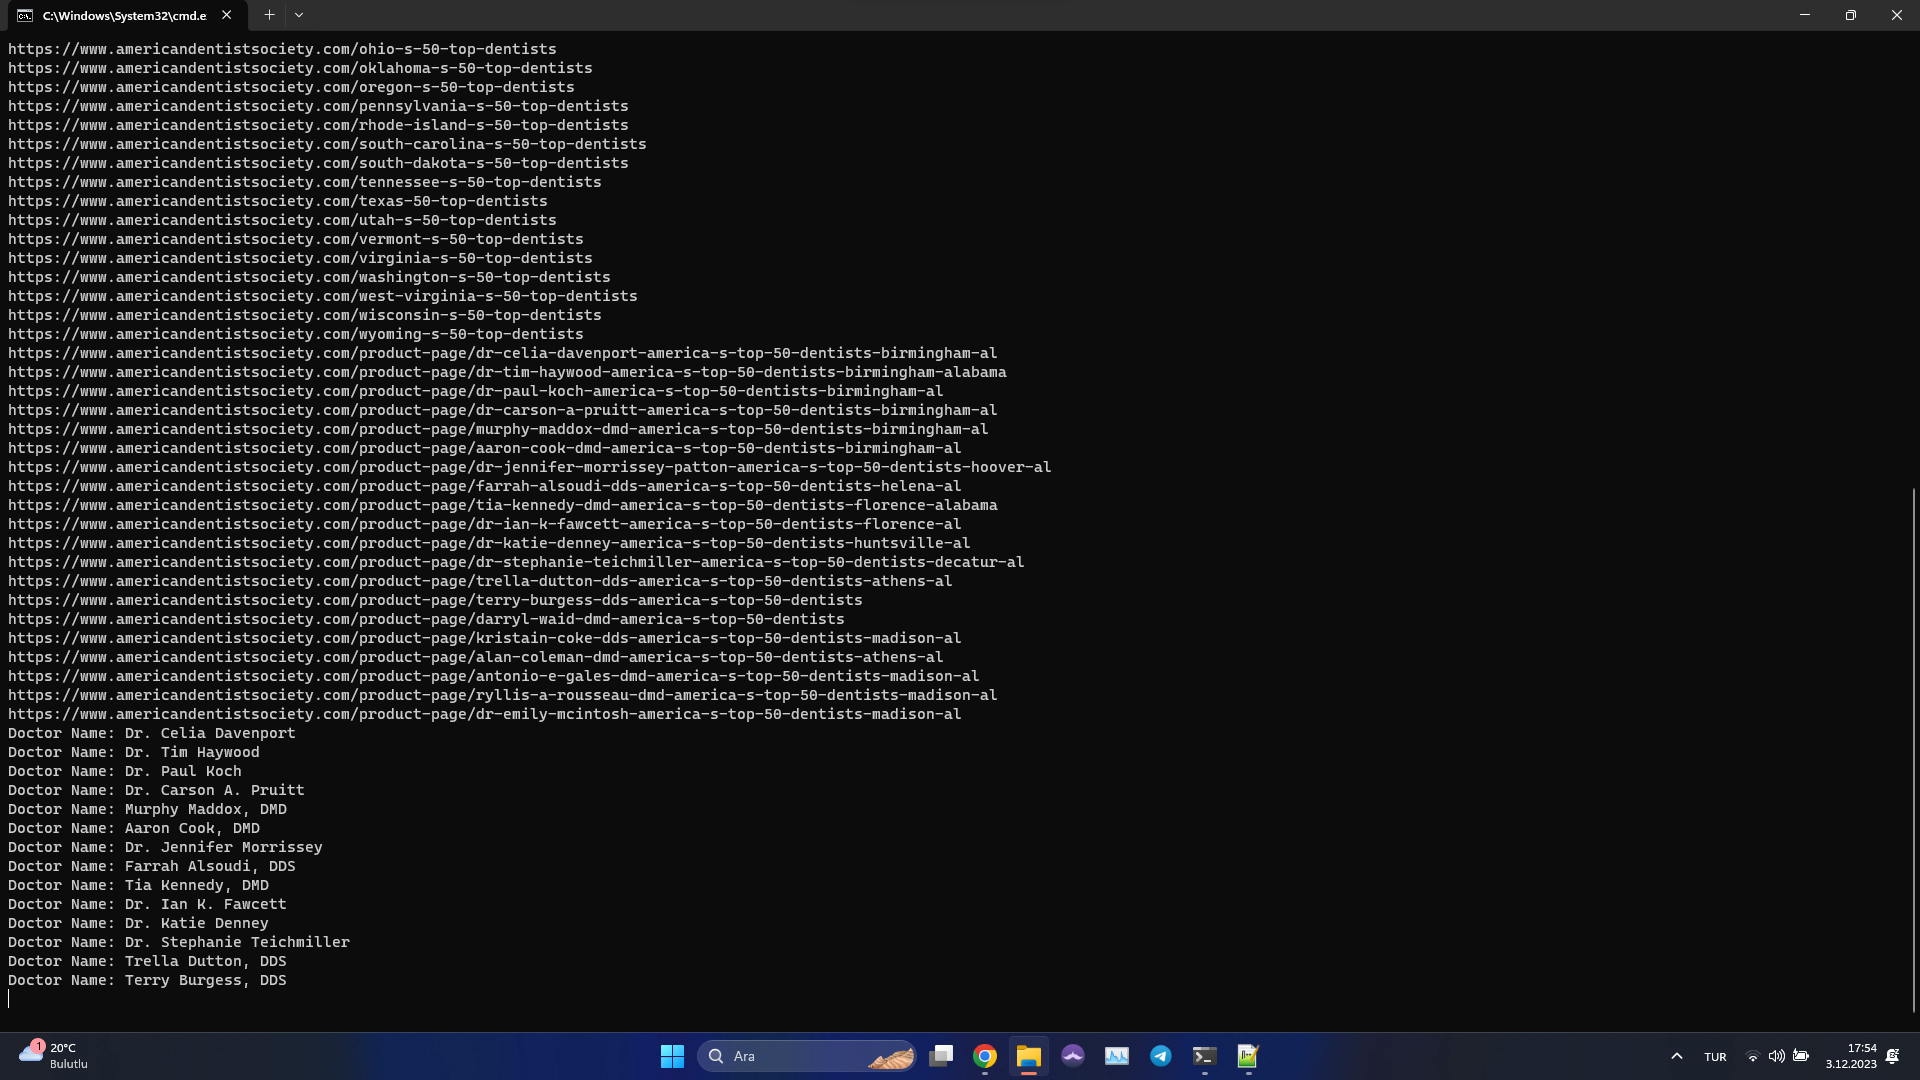 C:\Windows\System32\cmd.e
https://www.americandentistsociety.com/ohio-s-50-top-dentists
https://www.americandentistsociety.com/oklahoma-s-50-top-dentists
https://www.americandentistsociety.com/oregon-s-50-top-dentists
https://www.americandentistsociety.com/pennsylvania-s-50-top-dentists
https://www.americandentistsociety.com/rhode-island-s-50-top-dentists
https://www.americandentistsociety.com/south-carolina-s-50-top-dentists
https://www.americandentistsociety.com/south-dakota-s-50-top-dentists
https://www.americandentistsociety.com/tennessee-s-50-top-dentists
https://www.americandentistsociety.com/texas-50-top-dentists
https://www.americandentistsociety.com/utah-s-50-top-dentists
https://www.americandentistsociety.com/vermont-s-50-top-dentists
https://www.americandentistsociety.com/virginia-s-50-top-dentists
https://www.americandentistsociety.com/washington-s-50-top-dentists
https://www.americandentistsociety.com/west-virginia-s-50-top-dentists
https://www.americandentistsociety.com/wisconsin-s-50-top-dentists
https://www.americandentistsociety.com/wyoming-s-50-top-dentists
https://www.americandentistsociety.com/product-page/dr-celia-davenport-america-s-top-50-dentists-birmingham-al
https://www.americandentistsociety.com/product-page/dr-tim-haywood-america-s-top-50-dentists-birmingham-alabama
https://www.americandentistsociety.com/product-page/dr-paul-koch-america-s-top-50-dentists-birmingham-al
https://www.americandentistsociety.com/product-page/dr-carson-a-pruitt-america-s-top-50-dentists-birmingham-al
https://www.americandentistsociety.com/product-page/murphy-maddox-dmd-america-s-top-50-dentists-birmingham-al
https://www.americandentistsociety.com/product-page/aaron-cook-dmd-america-s-top-50-dentists-birmingham-al
https://www.americandentistsociety.com/product-page/dr-jennifer-morrissey-patton-america-s-top-50-dentists-hoover-al
https://www.americandentistsociety.com/product-page/farrah-alsoudi-dds-america-s-top-50-dentists-helena-al
https://www.americandentistsociety.com/product-page/tia-kennedy-dmd-america-s-top-50-dentists-florence-alabama
https://www.americandentistsociety.com/product-page/dr-ian-k-fawcett-america-s-top-50-dentists-florence-al
https://www.americandentistsociety.com/product-page/dr-katie-denney-america-s-top-50-dentists-huntsville-al
https://www.americandentistsociety.com/product-page/dr-stephanie-teichmiller-america-s-top-50-dentists-decatur-al
https://www.americandentistsociety.com/product-page/trella-dutton-dds-america-s-top-50-dentists-athens-al
https://www.americandentistsociety.com/product-page/terry-burgess-dds-america-s-top-50-dentists
https://www.americandentistsociety.com/product-page/darryl-waid-dmd-america-s-top-50-dentists
https://www.americandentistsociety.com/product-page/kristain-coke-dds-america-s-top-50-dentists-madison-al
https://www.americandentistsociety.com/product-page/alan-coleman-dmd-america-s-top-50-dentists-athens-al
https://www.americandentistsociety.com/product-page/antonio-e-gales-dmd-america-s-top-50-dentists-madison-al
https://www.americandentistsociety.com/product-page/ryllis-a-rousseau-dmd-america-s-top-50-dentists-madison-al
https://www.americandentistsociety.com/product-page/dr-emily-mcintosh-america-s-top-50-dentists-madison-al
Doctor Name: Dr. Celia Davenport
Doctor Name: Dr. Tim Haywood
Doctor Name: Dr. Paul Koch
Doctor Name: Dr. Carson A. Pruitt
Doctor Name: Murphy Maddox, DMD
Doctor Name: Aaron Cook, DMD
Doctor Name: Dr. Jennifer Morrissey
Doctor Name: Farrah Alsoudi, DDS
Doctor Name: Tia Kennedy, DMD
Doctor Name: Dr. Ian K. Fawcett
Doctor Name: Dr. Katie Denney
Doctor Name: Dr. Stephanie Teichmiller
Doctor Name: Trella Dutton, DDS
Doctor Name: Terry Burgess, DDS
1
20°C
Bulutlu
Ara
TUR
17:54
3.12.2023